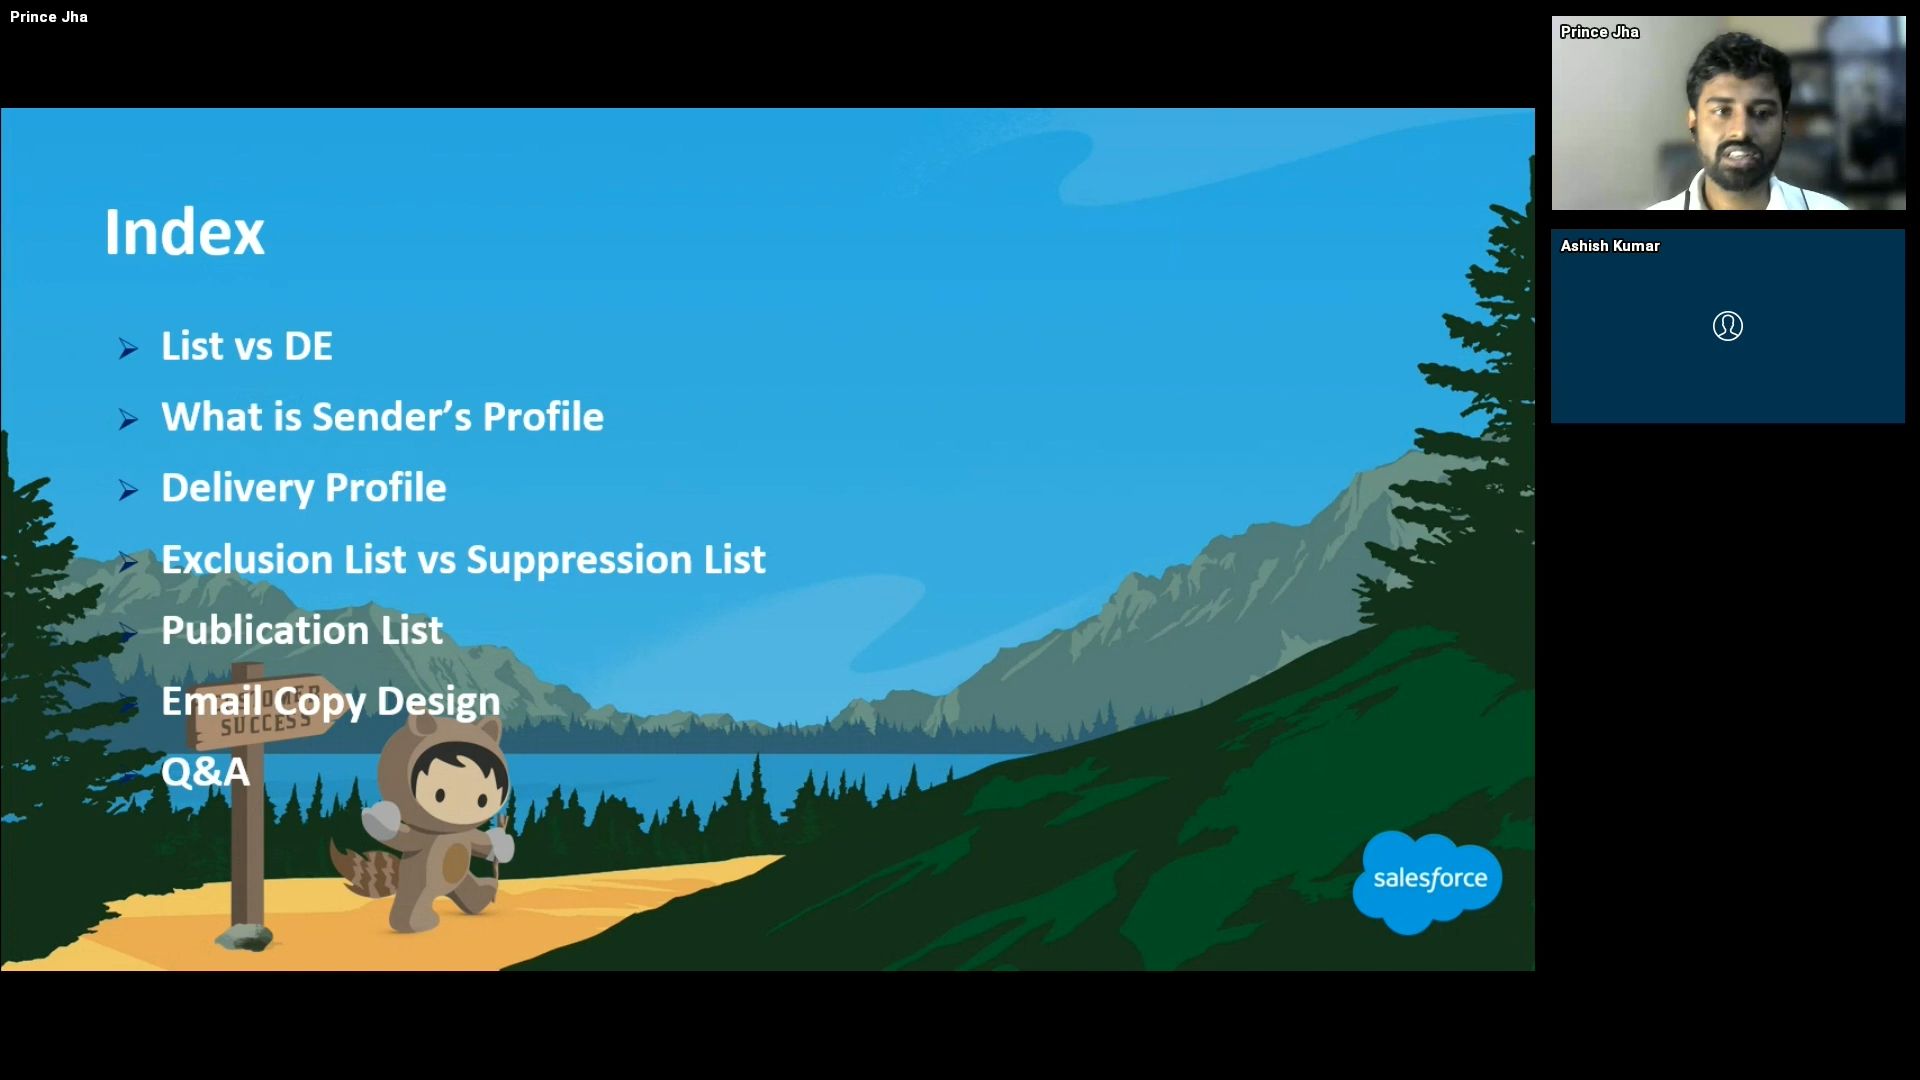 Prince Jha
Prince Jha
Ashish Kumar
Index
➢ List vs DE
➢ What is Sender’s Profile
➢ Delivery Profile
➢ Exclusion List vs Suppression List
➢ Publication List
➢ Email Copy Design
SUCCESS
➢ Q&A
salesforce